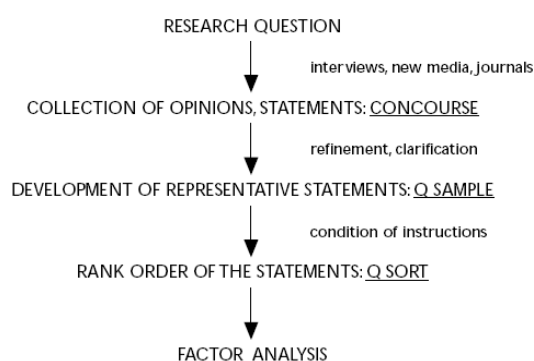 RESEARCH QUESTION
interviews, new media, journals
COLLECTION OF OPINIONS, STATEMENTS: CONCOURSE
refinement, clarification
DEVELOPMENT OF REPRESENTATIVE STATEMENTS: Q SAMPLE
condition of instructions
RANK ORDER OF THE STATEMENTS: Q SORT
FACTOR ANALYSIS